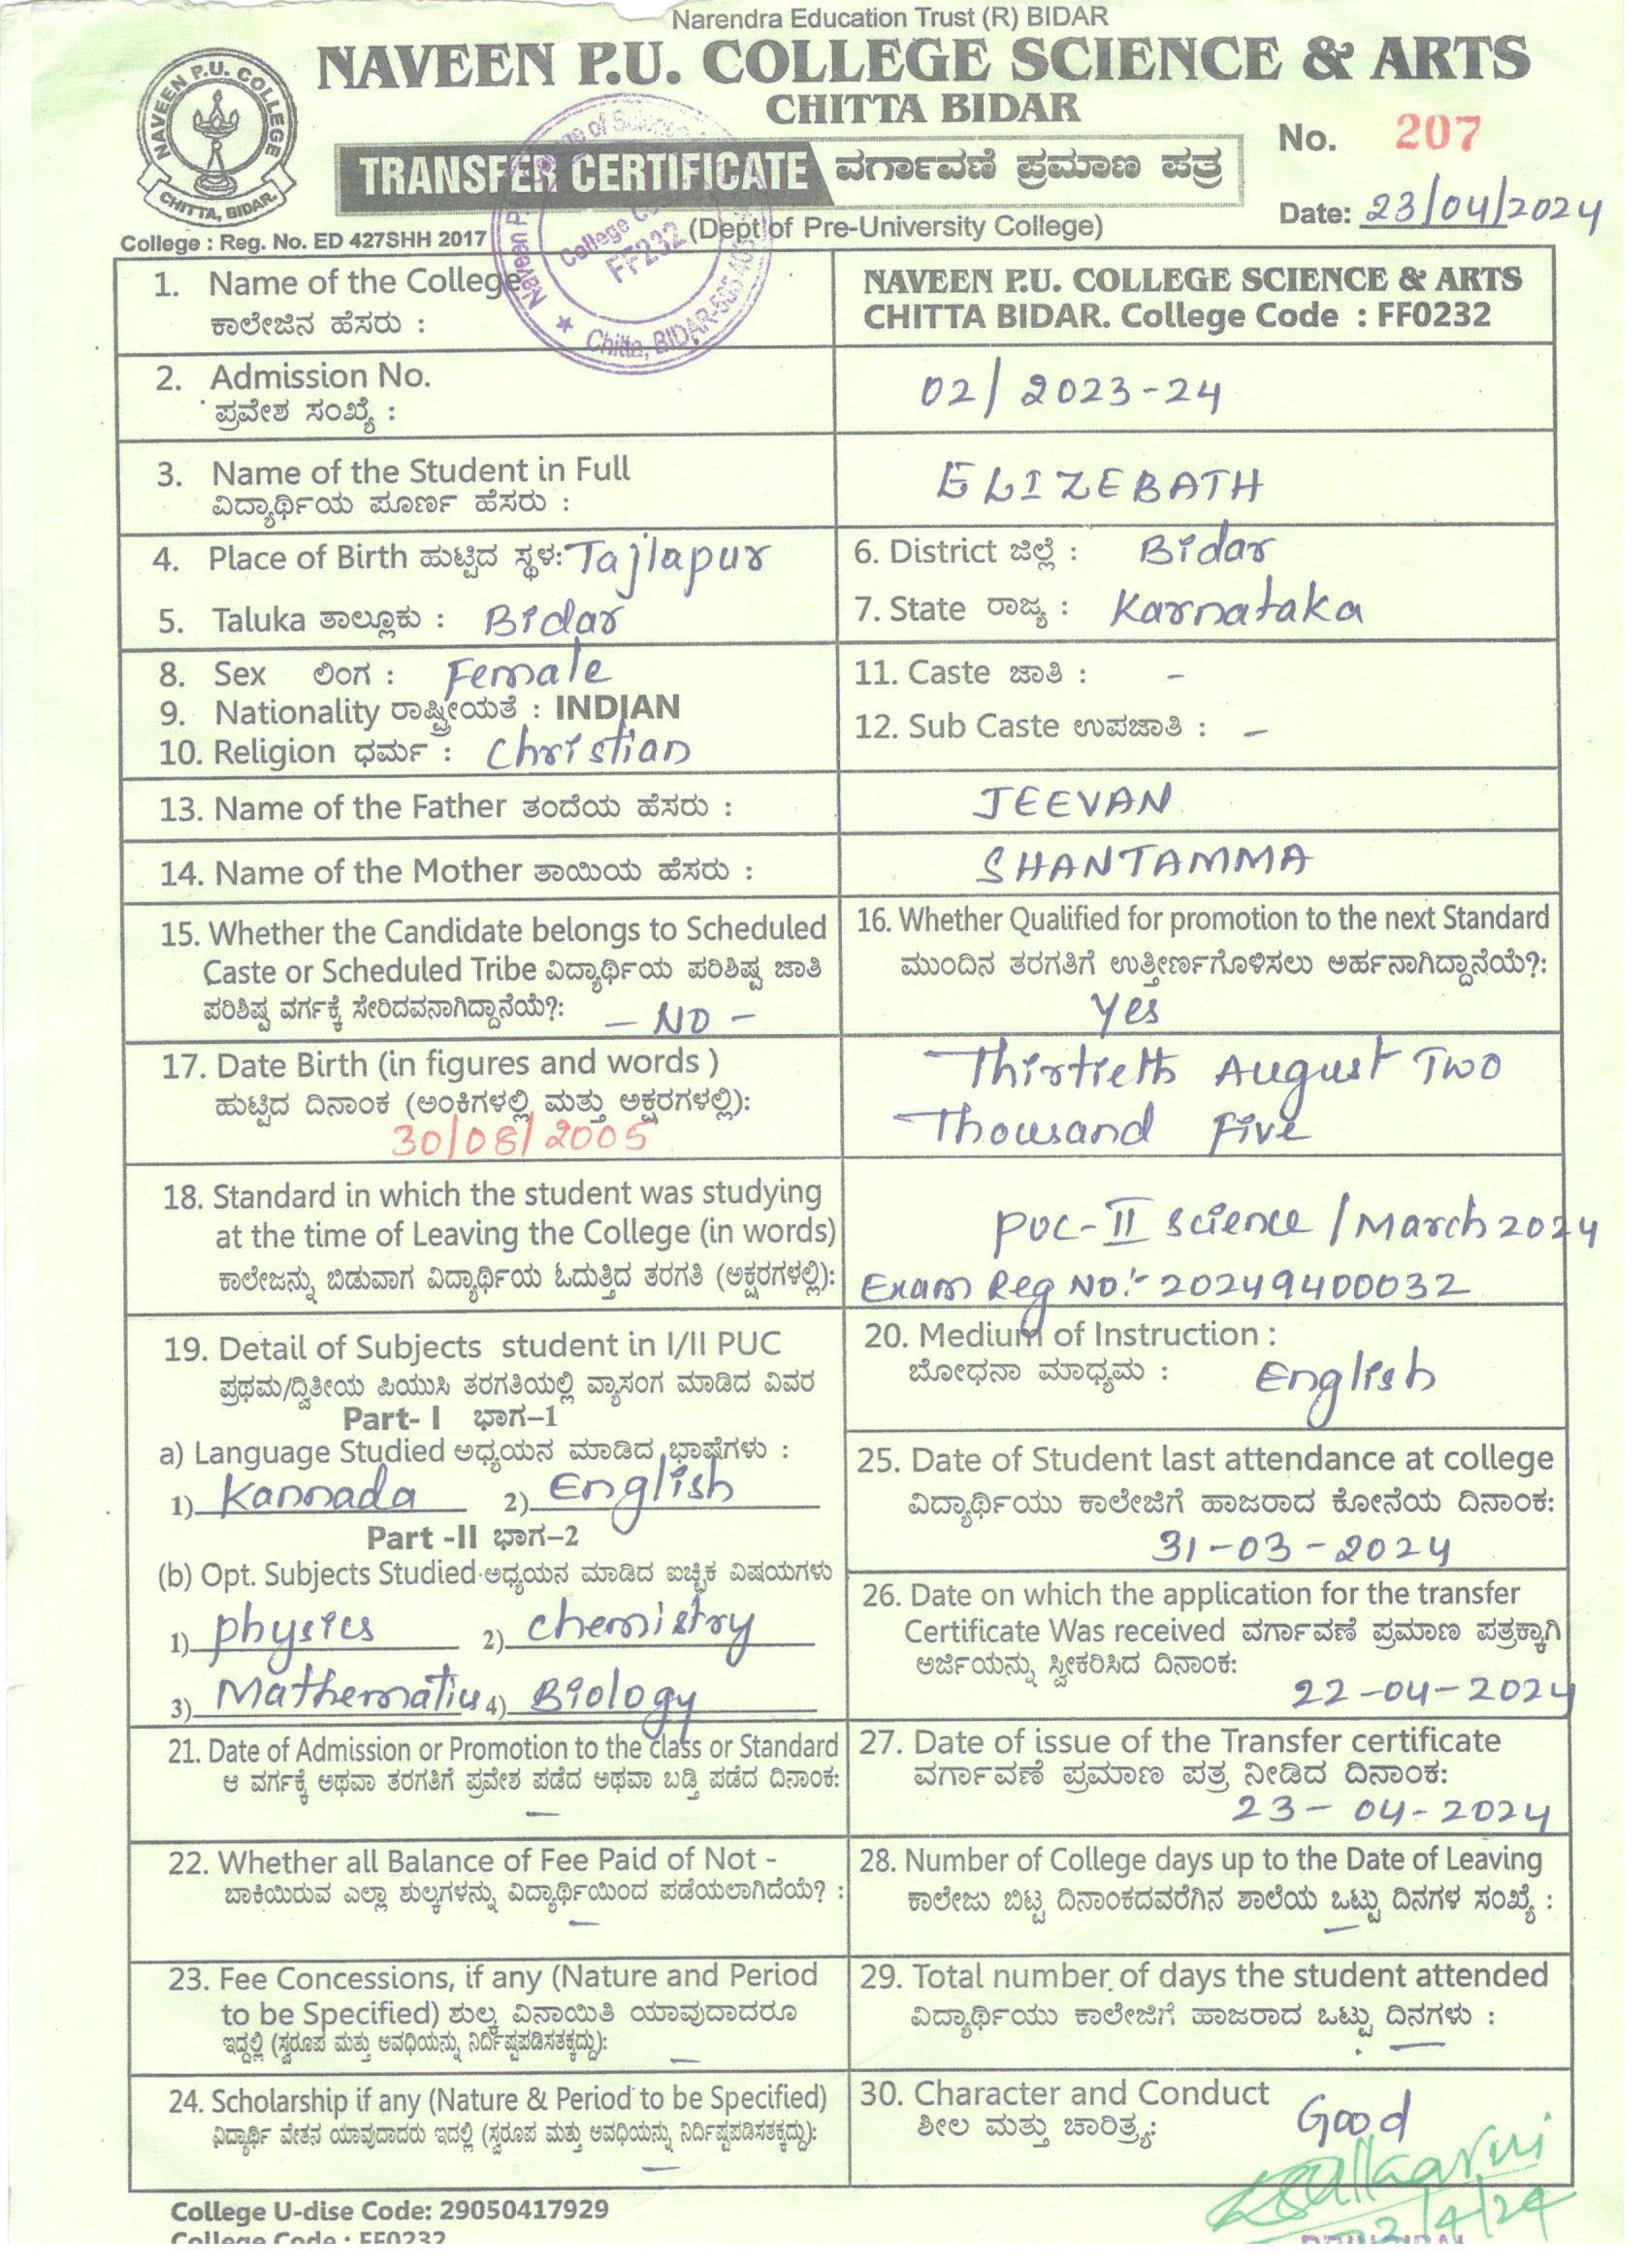 Narendra Education Trust (R) BIDAR
NAVEEN P.U. COLLEGE SCIENCE & ARTS
CHITTA BIDAR
NAVEEN P.U. COLLEGE
CHITTA, BIDAR.
No. 207
TRANSFER CERTIFICATE ವರ್ಗಾವಣೆ ಪ್ರಮಾಣ ಪತ್ರ
Date: 23/04/2024
(Dept of Pre-University College)
College : Reg. No. ED 427SHH 2017
College Code
FF232
Chitta, BIDAR-585
1. Name of the College
ಕಾಲೇಜಿನ ಹೆಸರು :
NAVEEN P.U. COLLEGE SCIENCE & ARTS
CHITTA BIDAR. College Code : FF0232
2. Admission No.
ಪ್ರವೇಶ ಸಂಖ್ಯೆ :
02/2023-24
3. Name of the Student in Full
ವಿದ್ಯಾರ್ಥಿಯ ಪೂರ್ಣ ಹೆಸರು :
ELIZEBATH
4. Place of Birth ಹುಟ್ಟಿದ ಸ್ಥಳ: Tajlapur
5. Taluka ತಾಲ್ಲೂಕು : Bidar
6. District ಜಿಲ್ಲೆ : Bidar
7. State ರಾಜ್ಯ : Karnataka
8. Sex ಲಿಂಗ : Female
9. Nationality ರಾಷ್ಟ್ರೀಯತೆ : INDIAN
10. Religion ಧರ್ಮ : Christian
11. Caste ಜಾತಿ : -
12. Sub Caste ಉಪಜಾತಿ : -
13. Name of the Father ತಂದೆಯ ಹೆಸರು :
JEEVAN
14. Name of the Mother ತಾಯಿಯ ಹೆಸರು :
SHANTAMMA
15. Whether the Candidate belongs to Scheduled
Caste or Scheduled Tribe ವಿದ್ಯಾರ್ಥಿಯ ಪರಿಶಿಷ್ಟ ಜಾತಿ
ಪರಿಶಿಷ್ಟ ವರ್ಗಕ್ಕೆ ಸೇರಿದವನಾಗಿದ್ದಾನೆಯೆ?: - NO -
16. Whether Qualified for promotion to the next Standard
ಮುಂದಿನ ತರಗತಿಗೆ ಉತ್ತೀರ್ಣಗೊಳಿಸಲು ಅರ್ಹನಾಗಿದ್ದಾನೆಯೆ?:
Yes
17. Date Birth (in figures and words )
ಹುಟ್ಟಿದ ದಿನಾಂಕ (ಅಂಕಿಗಳಲ್ಲಿ ಮತ್ತು ಅಕ್ಷರಗಳಲ್ಲಿ):
30/08/2005
Thirtieth August Two
Thousand Five
18. Standard in which the student was studying
at the time of Leaving the College (in words)
ಕಾಲೇಜನ್ನು ಬಿಡುವಾಗ ವಿದ್ಯಾರ್ಥಿಯ ಓದುತ್ತಿದ ತರಗತಿ (ಅಕ್ಷರಗಳಲ್ಲಿ):
PUC-II Science / March 2024
Exam Reg No:- 20249400032
19. Detail of Subjects student in I/II PUC
ಪ್ರಥಮ/ದ್ವಿತೀಯ ಪಿಯುಸಿ ತರಗತಿಯಲ್ಲಿ ವ್ಯಾಸಂಗ ಮಾಡಿದ ವಿವರ
Part- I ಭಾಗ-1
a) Language Studied ಅಧ್ಯಯನ ಮಾಡಿದ ಭಾಷೆಗಳು :
1) Kannada 2) English
Part -II ಭಾಗ-2
(b) Opt. Subjects Studied ಅಧ್ಯಯನ ಮಾಡಿದ ಐಚ್ಛಿಕ ವಿಷಯಗಳು
1) physics 2) chemistry
3) Mathematics 4) Biology
20. Medium of Instruction :
ಬೋಧನಾ ಮಾಧ್ಯಮ : English
25. Date of Student last attendance at college
ವಿದ್ಯಾರ್ಥಿಯು ಕಾಲೇಜಿಗೆ ಹಾಜರಾದ ಕೋನೆಯ ದಿನಾಂಕ:
31-03-2024
26. Date on which the application for the transfer
Certificate Was received ವರ್ಗಾವಣೆ ಪ್ರಮಾಣ ಪತ್ರಕ್ಕಾಗಿ
ಅರ್ಜಿಯನ್ನು ಸ್ವೀಕರಿಸಿದ ದಿನಾಂಕ:
22-04-2024
21. Date of Admission or Promotion to the class or Standard
ಆ ವರ್ಗಕ್ಕೆ ಅಥವಾ ತರಗತಿಗೆ ಪ್ರವೇಶ ಪಡೆದ ಅಥವಾ ಬಡ್ತಿ ಪಡೆದ ದಿನಾಂಕ:
-
27. Date of issue of the Transfer certificate
ವರ್ಗಾವಣೆ ಪ್ರಮಾಣ ಪತ್ರ ನೀಡಿದ ದಿನಾಂಕ:
23-04-2024
22. Whether all Balance of Fee Paid of Not -
ಬಾಕಿಯಿರುವ ಎಲ್ಲಾ ಶುಲ್ಕಗಳನ್ನು ವಿದ್ಯಾರ್ಥಿಯಿಂದ ಪಡೆಯಲಾಗಿದೆಯೆ? :
-
28. Number of College days up to the Date of Leaving
ಕಾಲೇಜು ಬಿಟ್ಟ ದಿನಾಂಕದವರೆಗಿನ ಶಾಲೆಯ ಒಟ್ಟು ದಿನಗಳ ಸಂಖ್ಯೆ :
-
23. Fee Concessions, if any (Nature and Period
to be Specified) ಶುಲ್ಕ ವಿನಾಯಿತಿ ಯಾವುದಾದರೂ
ಇದ್ದಲ್ಲಿ (ಸ್ವರೂಪ ಮತ್ತು ಅವಧಿಯನ್ನು ನಿರ್ದಿಷ್ಟಪಡಿಸತಕ್ಕದ್ದು):
-
29. Total number of days the student attended
ವಿದ್ಯಾರ್ಥಿಯು ಕಾಲೇಜಿಗೆ ಹಾಜರಾದ ಒಟ್ಟು ದಿನಗಳು :
-
24. Scholarship if any (Nature & Period to be Specified)
ವಿದ್ಯಾರ್ಥಿ ವೇತನ ಯಾವುದಾದರು ಇದಲ್ಲಿ (ಸ್ವರೂಪ ಮತ್ತು ಅವಧಿಯನ್ನು ನಿರ್ದಿಷ್ಟಪಡಿಸತಕ್ಕದ್ದು):
-
30. Character and Conduct
ಶೀಲ ಮತ್ತು ಚಾರಿತ್ರ್ಯ: Good
College U-dise Code: 29050417929
College Code : FF0232
PRINCIPAL